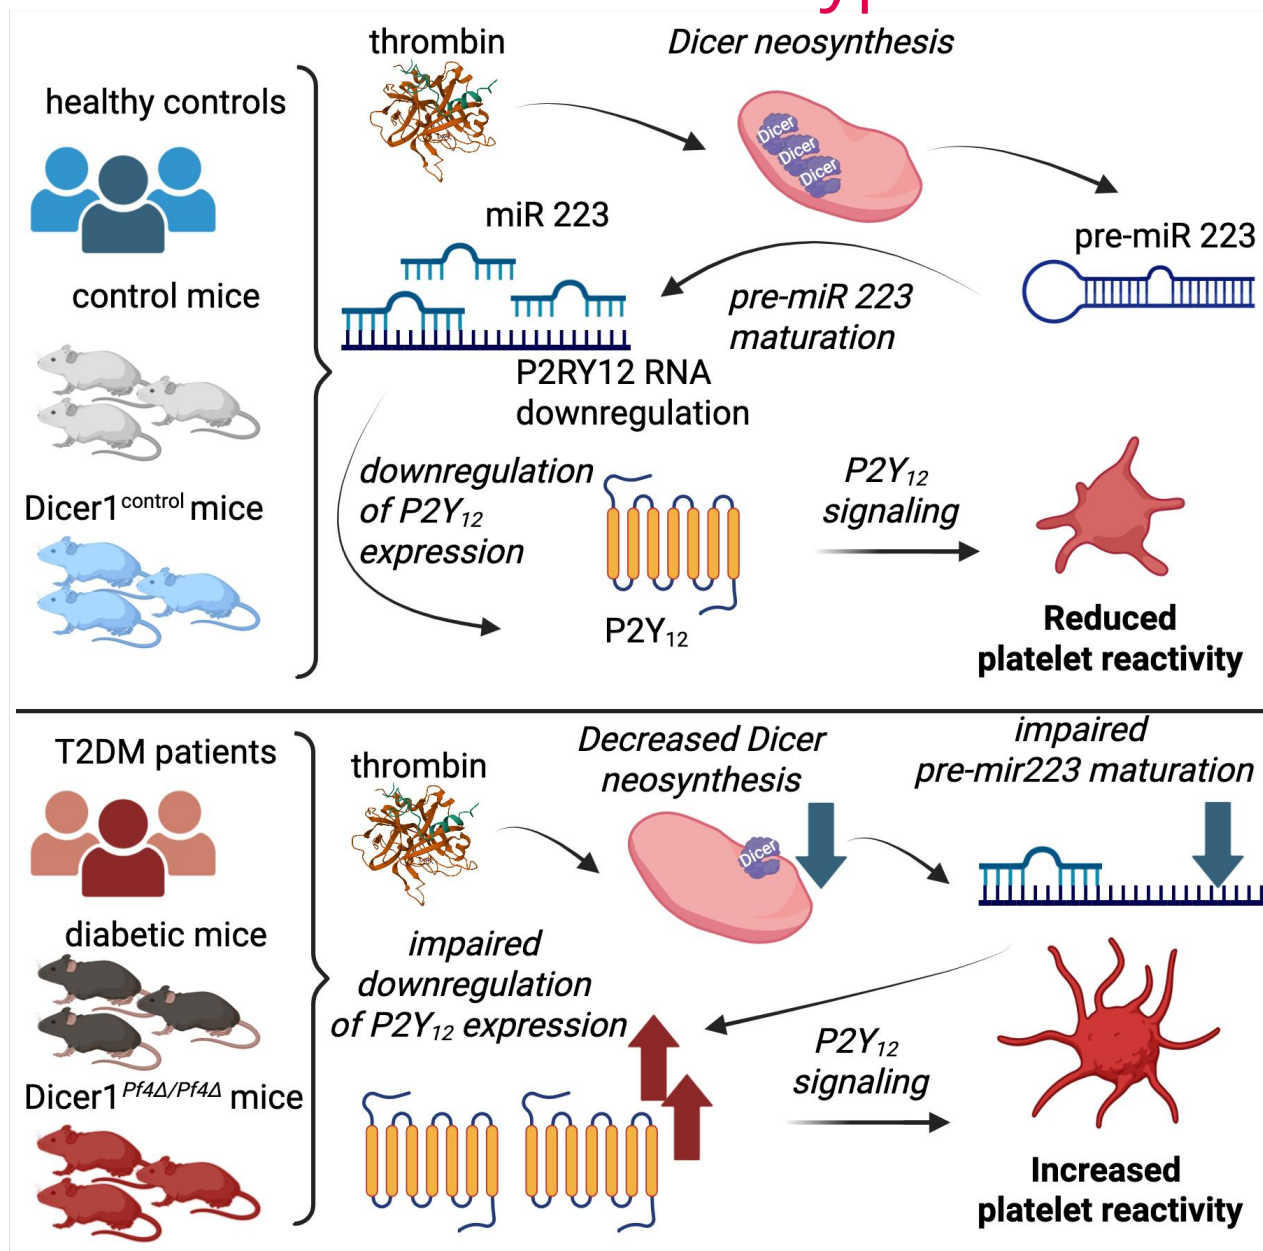 healthy controls
control mice
Dicer1control mice
thrombin
Dicer neosynthesis
Dicer
Dicer
Dicer
pre-miR 223
miR 223
pre-miR 223
maturation
P2RY12 RNA
downregulation
downregulation
of P2Y12
expression
P2Y12
P2Y12
signaling
Reduced
platelet reactivity
T2DM patients
diabetic mice
Dicer1Pf4Δ/Pf4Δ mice
thrombin
Decreased Dicer
neosynthesis
Dicer
impaired
pre-mir223 maturation
impaired
downregulation
of P2Y12 expression
P2Y12
signaling
Increased
platelet reactivity